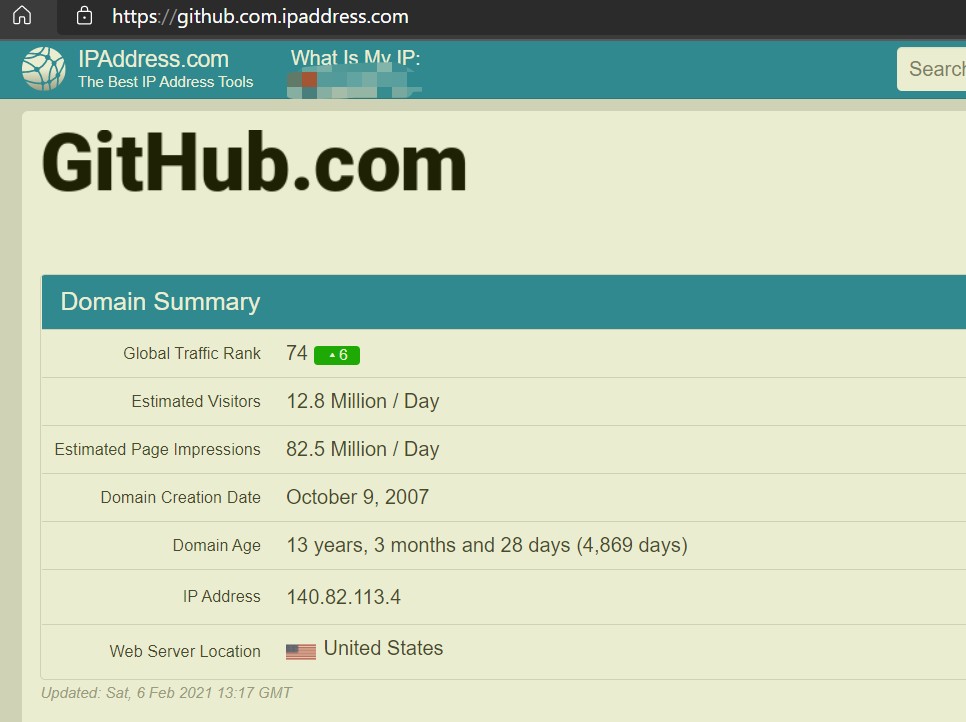 https://github.com.ipaddress.com
IPAddress.com
The Best IP Address Tools
What Is My IP:
Search
GitHub.com
Domain Summary
Global Traffic Rank 74 ▲6
Estimated Visitors 12.8 Million / Day
Estimated Page Impressions 82.5 Million / Day
Domain Creation Date October 9, 2007
Domain Age 13 years, 3 months and 28 days (4,869 days)
IP Address 140.82.113.4
Web Server Location United States
Updated: Sat, 6 Feb 2021 13:17 GMT